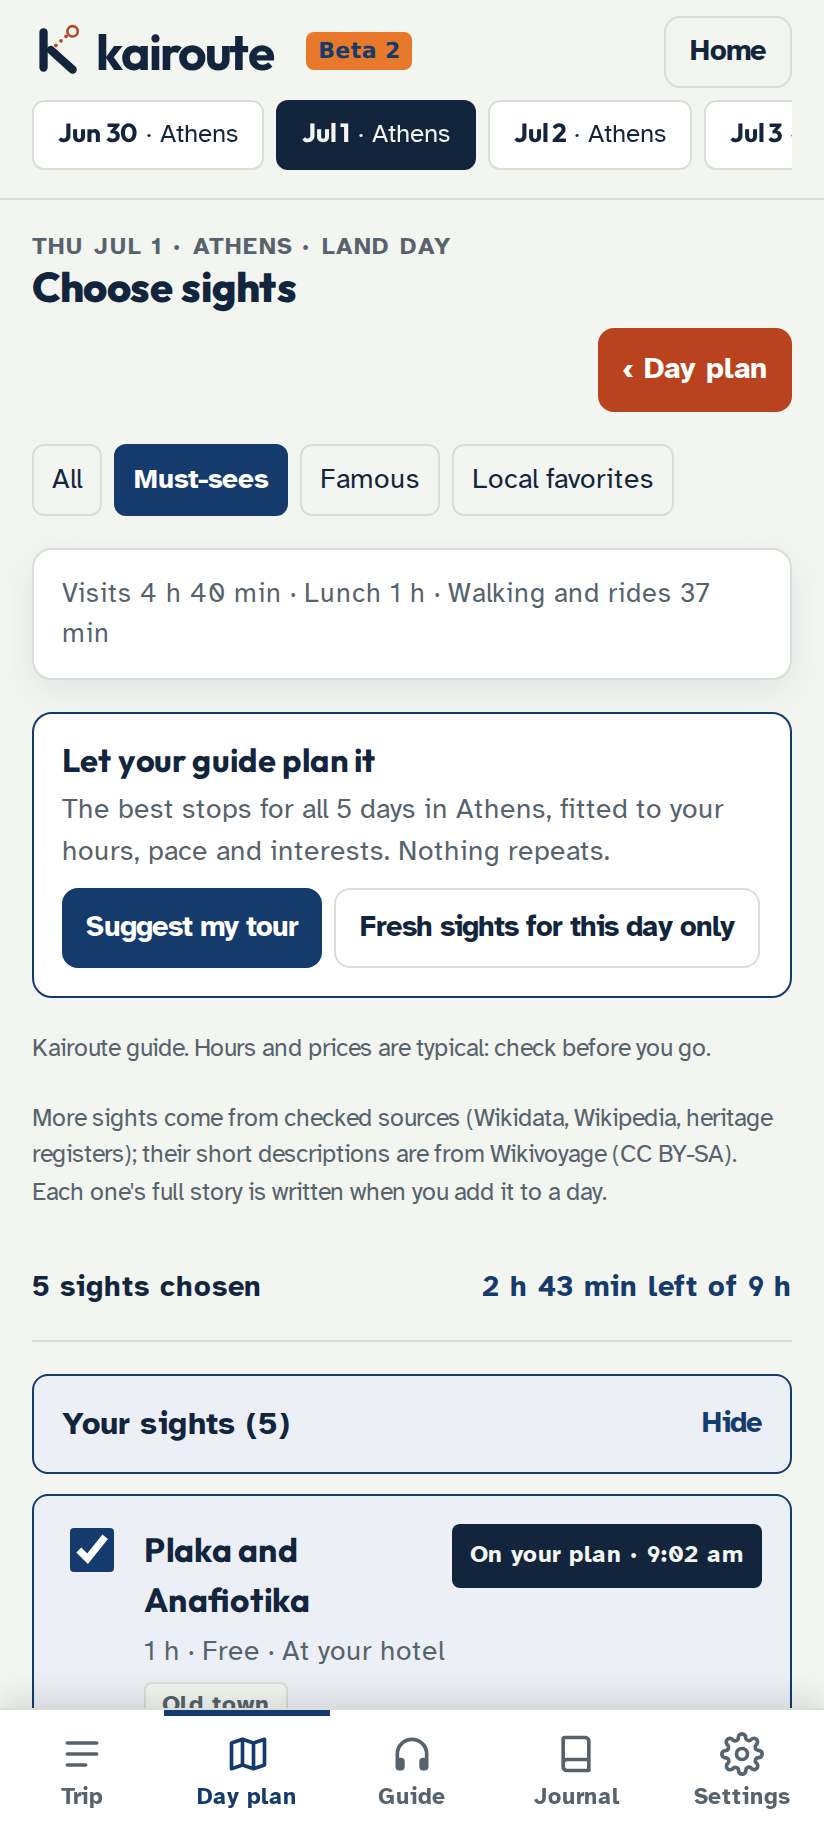 kairoute
Beta 2
Home
Jun 30 · Athens
Jul 1 · Athens
Jul 2 · Athens
Jul 3 ·
THU JUL 1 · ATHENS · LAND DAY
Choose sights
‹ Day plan
All
Must-sees
Famous
Local favorites
Visits 4 h 40 min · Lunch 1 h · Walking and rides 37
min
Let your guide plan it
The best stops for all 5 days in Athens, fitted to your
hours, pace and interests. Nothing repeats.
Suggest my tour
Fresh sights for this day only
Kairoute guide. Hours and prices are typical: check before you go.
More sights come from checked sources (Wikidata, Wikipedia, heritage
registers); their short descriptions are from Wikivoyage (CC BY-SA).
Each one's full story is written when you add it to a day.
5 sights chosen
2 h 43 min left of 9 h
Your sights (5)
Hide
Plaka and
Anafiotika
On your plan · 9:02 am
1 h · Free · At your hotel
Old town
Trip
Day plan
Guide
Journal
Settings